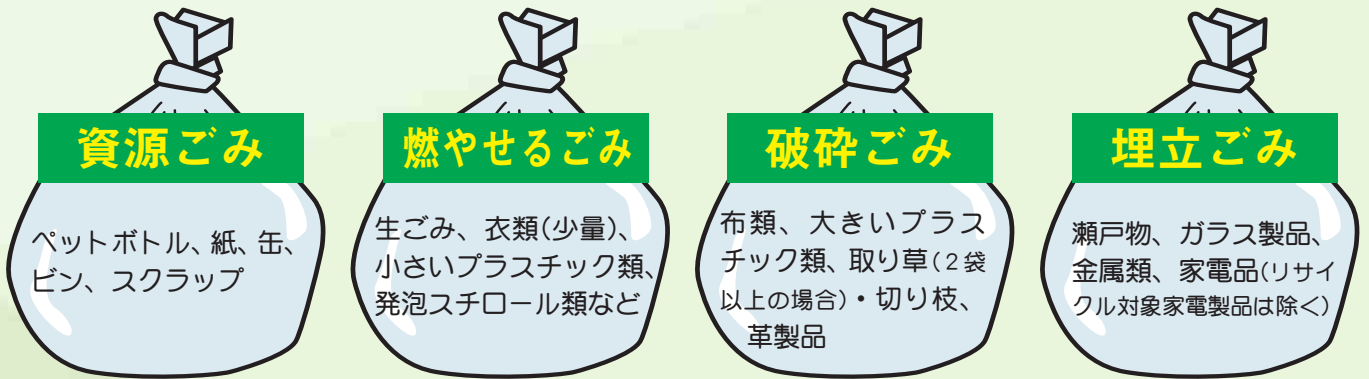 資源ごみ
ペットボトル、紙、缶、
ビン、スクラップ
燃やせるごみ
生ごみ、衣類(少量)、
小さいプラスチック類、
発泡スチロール類など
破砕ごみ
布類、大きいプラス
チック類、取り草(2袋
以上の場合)・切り枝、
革製品
埋立ごみ
瀬戸物、ガラス製品、
金属類、家電品(リサイ
クル対象家電製品は除く)